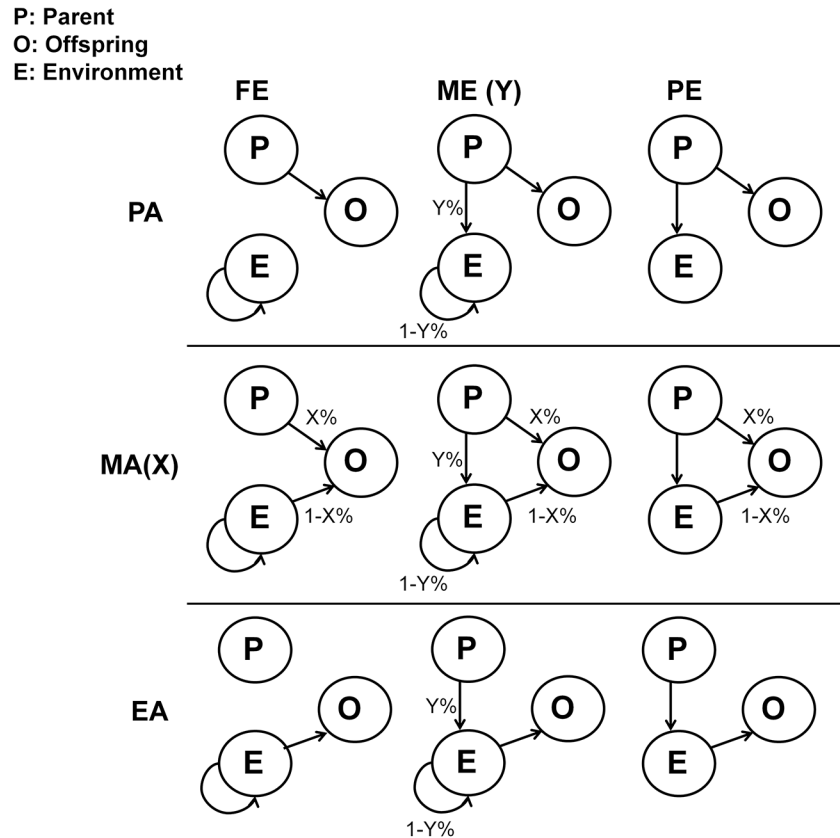 P: Parent
O: Offspring
E: Environment
FE ME (Y) PE
P P P
PA O Y% O O
E E E
1-Y%
P P P
X% X% X%
MA(X) O Y% O O
E E E
1-X% 1-X% 1-X%
1-Y%
P P P
EA O Y% O O
E E E
1-Y%